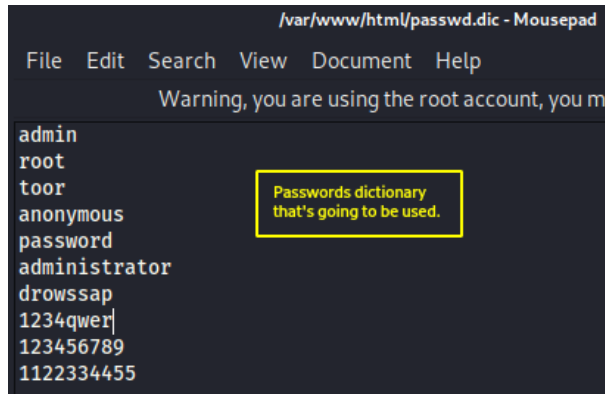 /var/www/html/passwd.dic - Mousepad
File Edit Search View Document Help
Warning, you are using the root account, you m
admin
root
toor
anonymous
password
administrator
drowssap
1234qwer
123456789
1122334455
Passwords dictionary
that's going to be used.